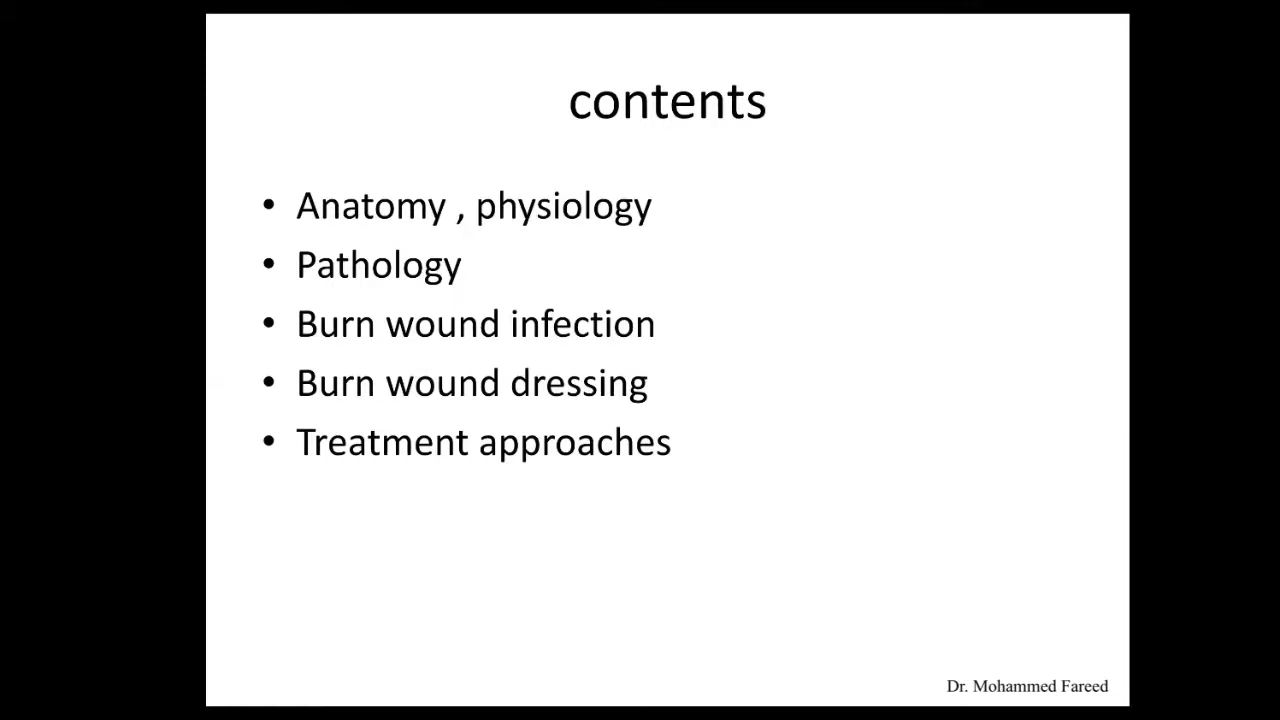 contents
• Anatomy , physiology
• Pathology
• Burn wound infection
• Burn wound dressing
• Treatment approaches
Dr. Mohammed Fareed